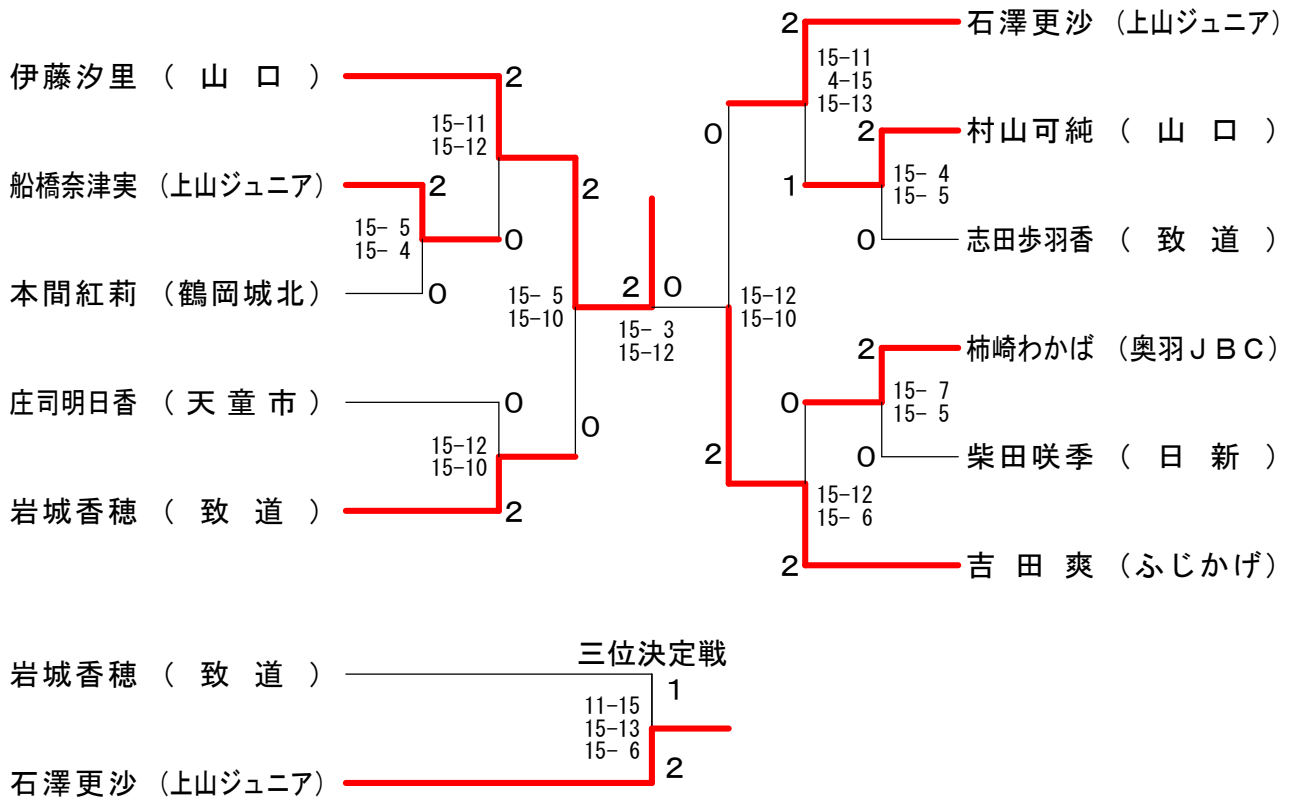 伊藤汐里 （ 山 口 ） 2
15-11
15-12
船橋奈津実 （上山ジュニア） 2
0
15- 5
15- 4
本間紅莉 （鶴岡城北） 0
2
15- 5
15-10
庄司明日香 （ 天 童 市 ） 0
0
15-12
15-10
岩城香穂 （ 致 道 ） 2
2 0
15- 3
15-12
2 石澤更沙 （上山ジュニア）
15-11
4-15
15-13
0
2 村山可純 （ 山 口 ）
1
15- 4
15- 5
0 志田歩羽香 （ 致 道 ）
15-12
15-10
2 柿崎わかば （奥羽ＪＢＣ）
0
15- 7
15- 5
2
0 柴田咲季 （ 日 新 ）
15-12
15- 6
2 吉 田 爽 （ふじかげ）
三位決定戦
岩城香穂 （ 致 道 ） 1
11-15
15-13
15- 6
石澤更沙 （上山ジュニア） 2